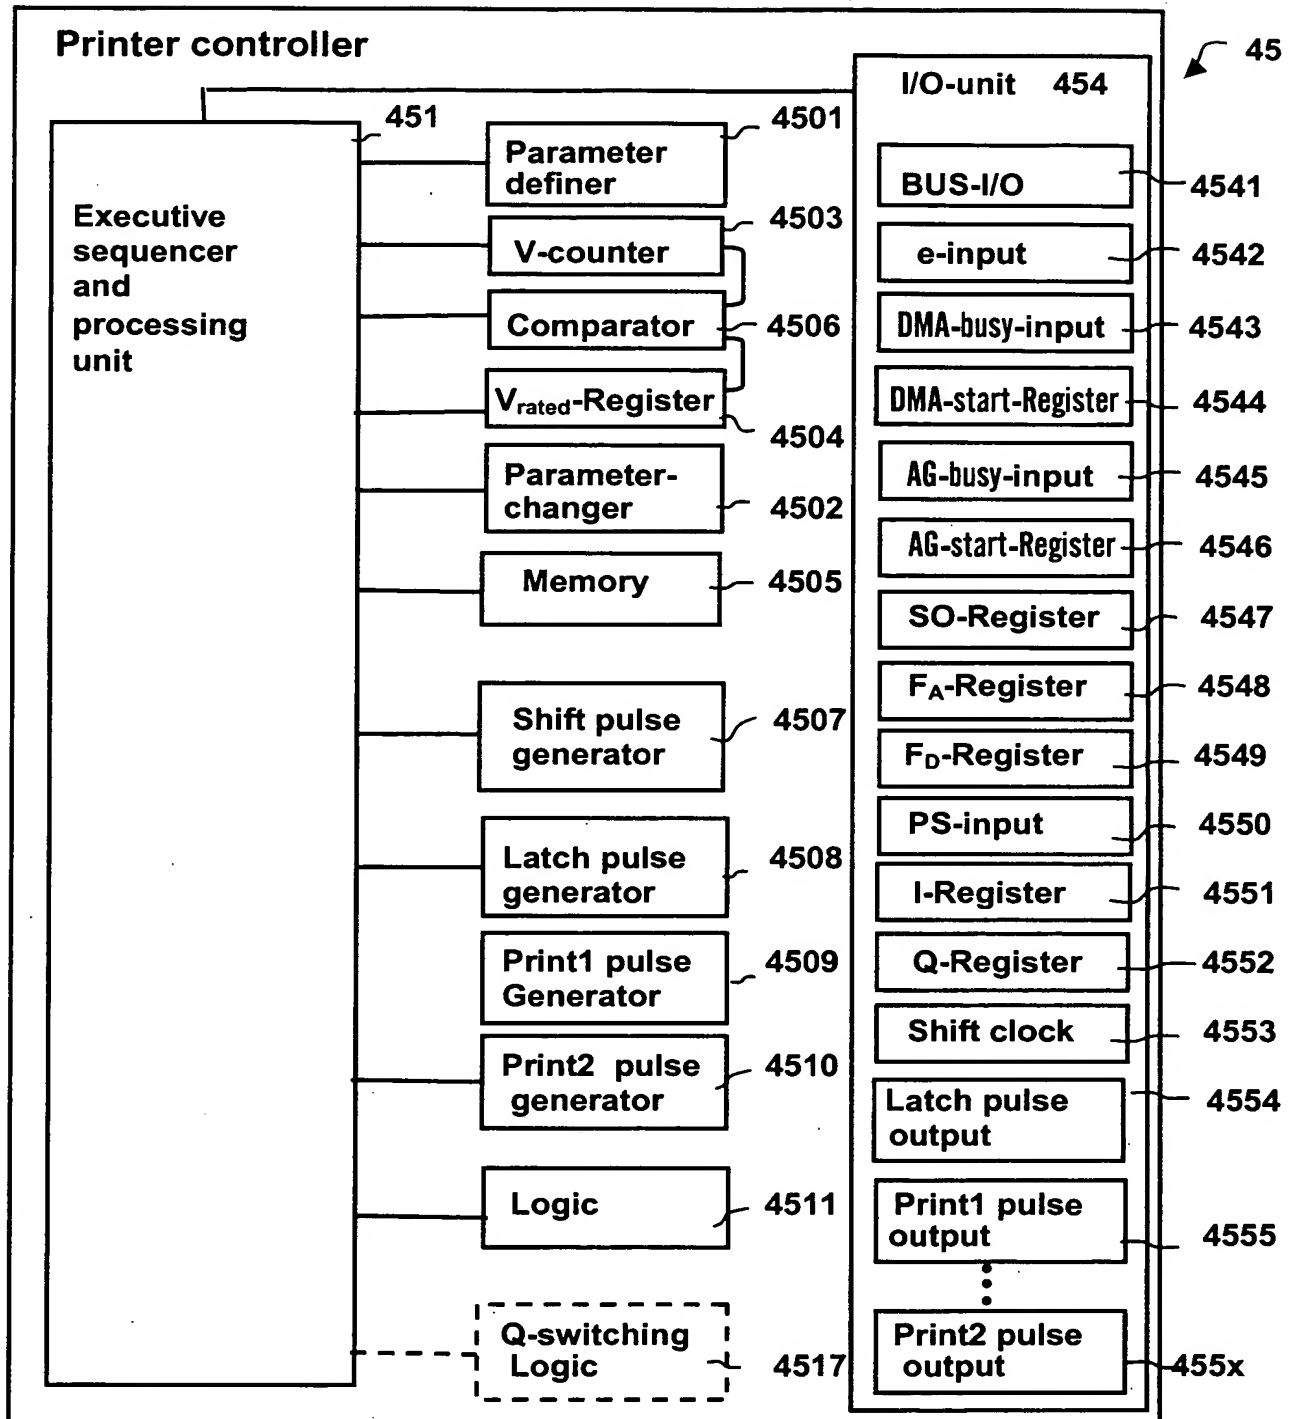 Printer controller
45
I/O-unit 454
451
Executive
sequencer
and
processing
unit
4501
Parameter
definer
4503
V-counter
Comparator
4506
Vrated-Register
4504
Parameter-
changer
4502
Memory
4505
Shift pulse
generator
4507
Latch pulse
generator
4508
Print1 pulse
Generator
4509
Print2 pulse
generator
4510
Logic
4511
Q-switching
Logic
4517
BUS-I/O
4541
e-input
4542
DMA-busy-input
4543
DMA-start-Register
4544
AG-busy-input
4545
AG-start-Register
4546
SO-Register
4547
FA-Register
4548
FD-Register
4549
PS-input
4550
I-Register
4551
Q-Register
4552
Shift clock
4553
Latch pulse
output
4554
Print1 pulse
output
4555
Print2 pulse
output
455x